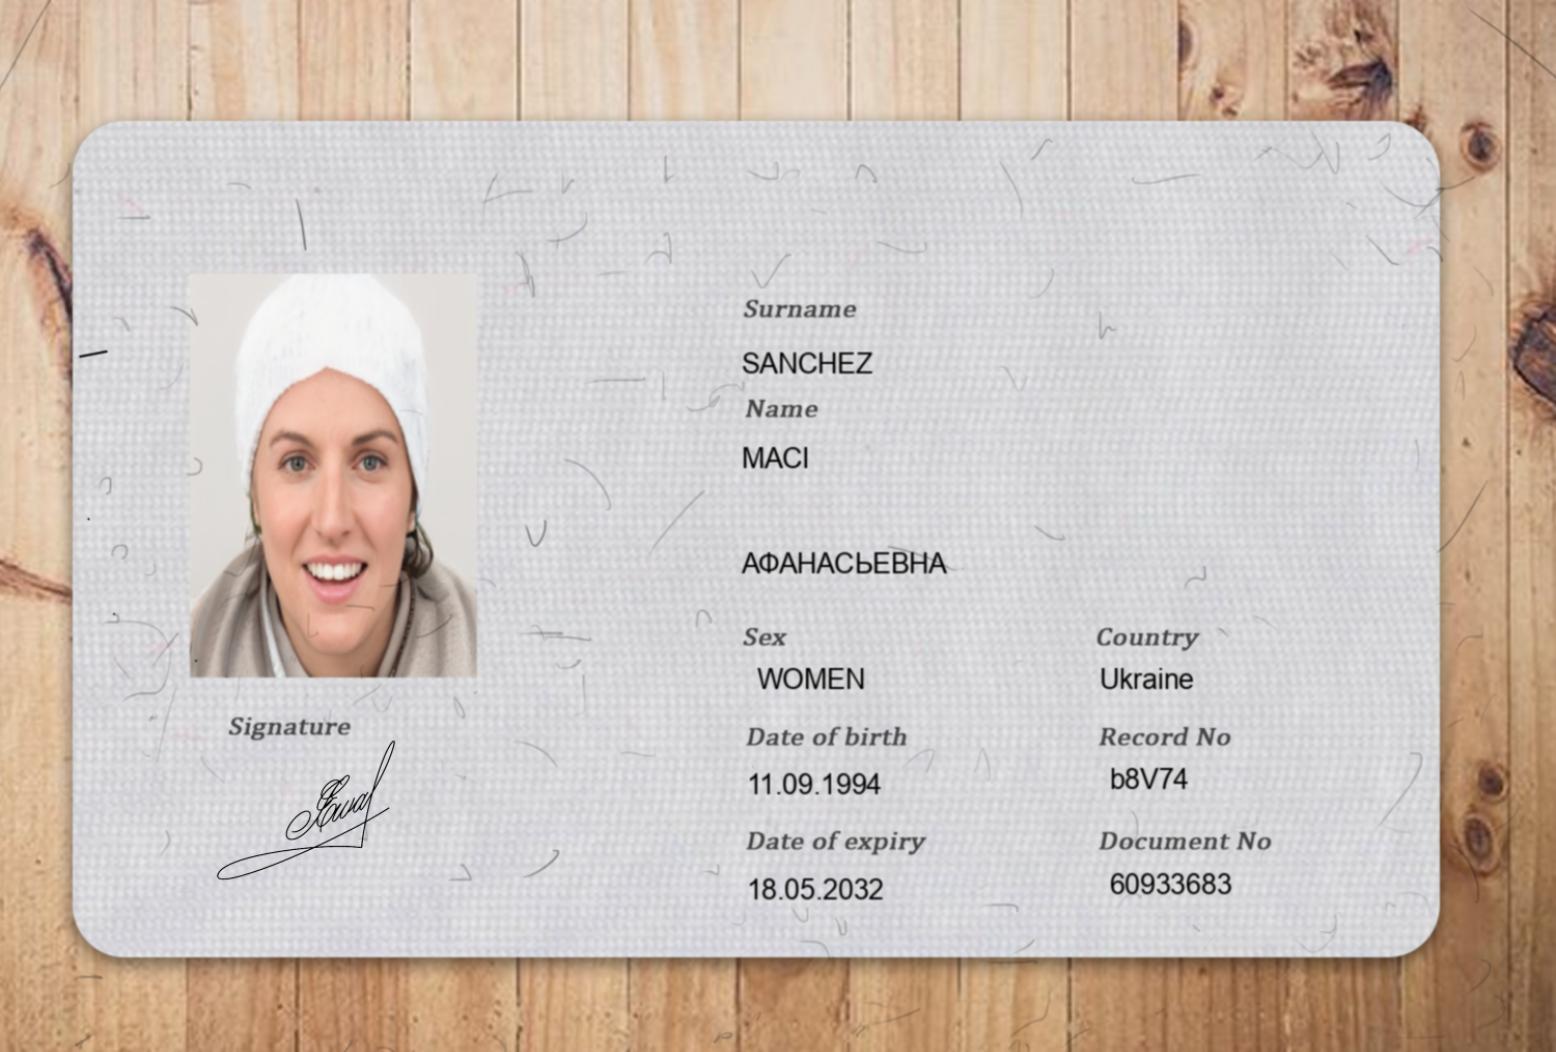 Surname
SANCHEZ
Name
MACI
АФАНАСЬЕВНА
Sex
WOMEN
Country
Ukraine
Date of birth
11.09.1994
Record No
b8V74
Date of expiry
18.05.2032
Document No
60933683
Signature